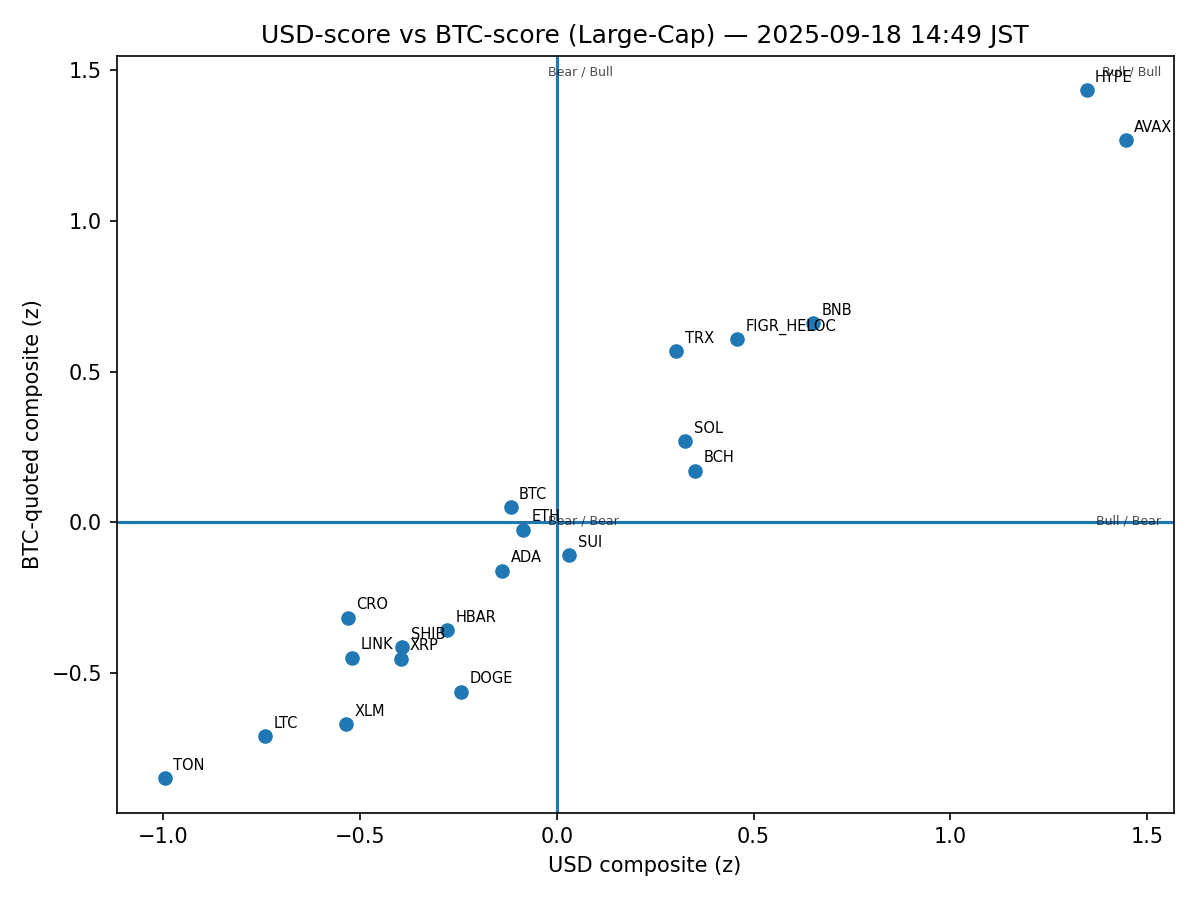 USD-score vs BTC-score (Large-Cap) — 2025-09-18 14:49 JST
1.5
Bear / Bull
Bull / Bull
HYPE
AVAX
1.0
BNB
FIGR_HELOC
TRX
0.5
SOL
BCH
BTC
ETH
0.0
Bear / Bear
Bull / Bear
SUI
ADA
CRO
HBAR
SHIB
LINK
XRP
−0.5
DOGE
XLM
LTC
TON
−1.0
−0.5
0.0
0.5
1.0
1.5
USD composite (z)
BTC-quoted composite (z)